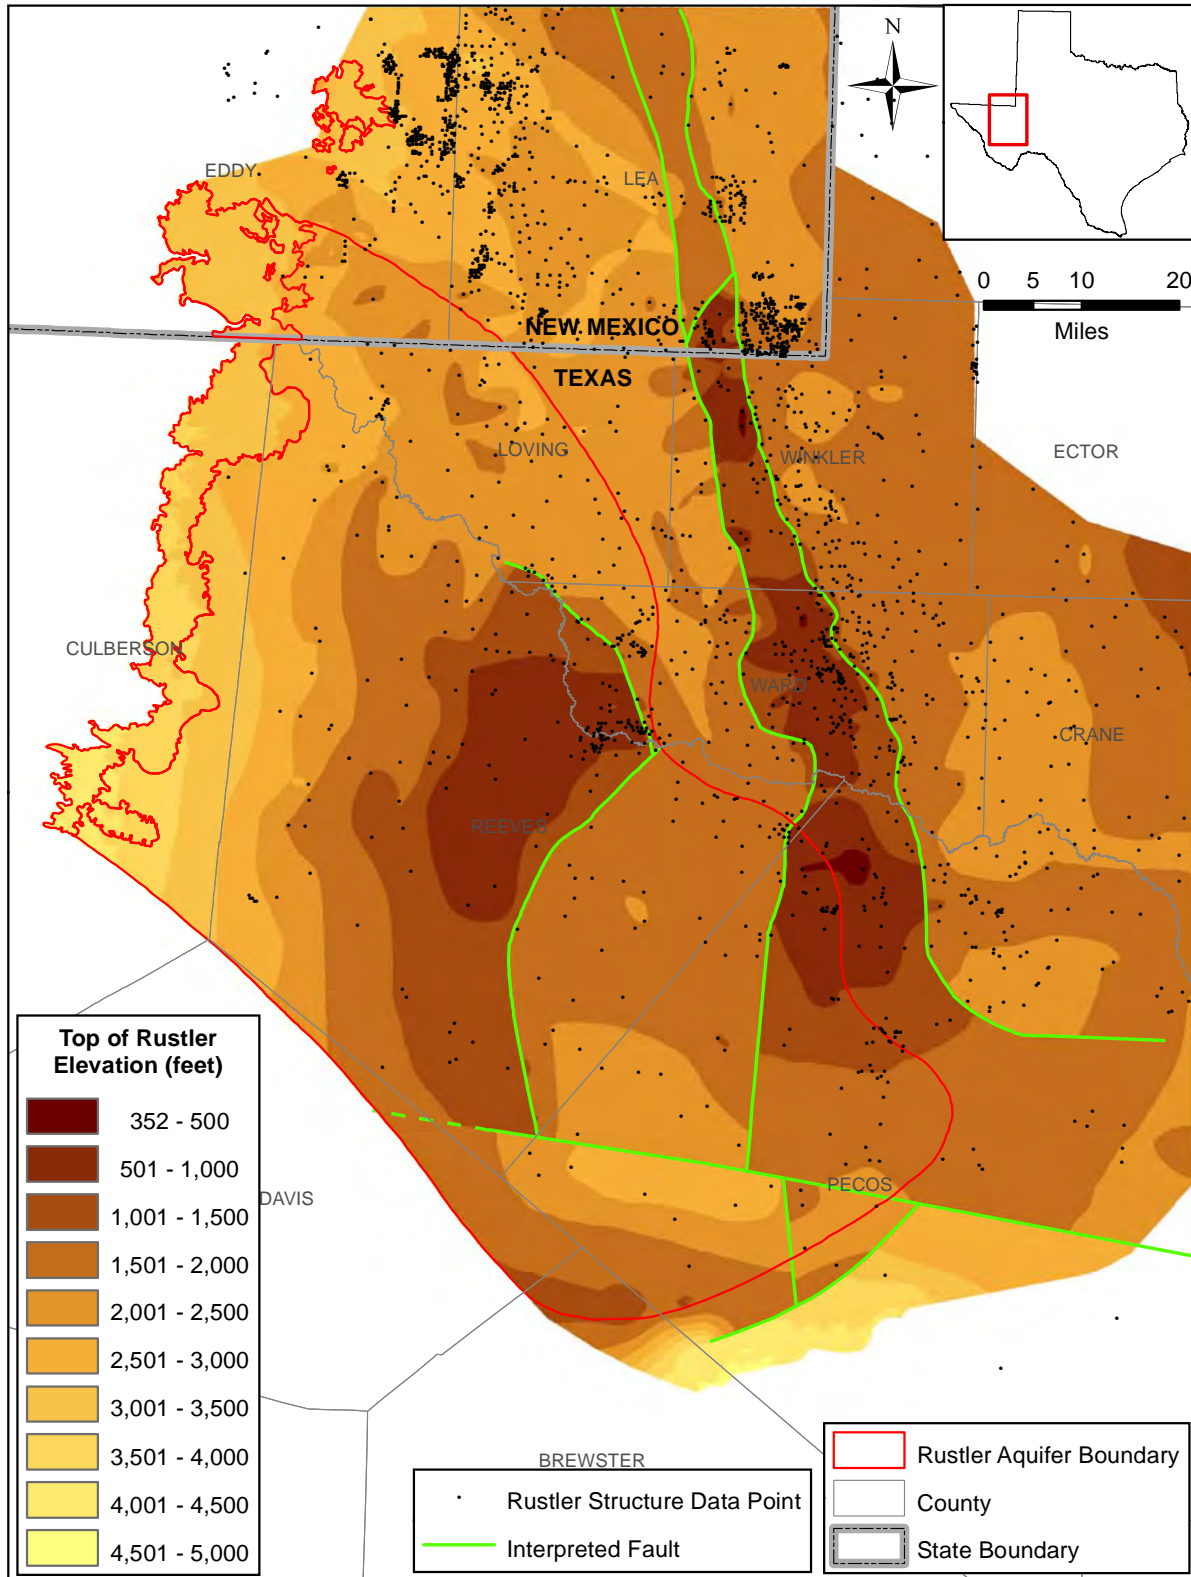 N
EDDY
LEA
0 5 10 20
Miles
NEW MEXICO
TEXAS
LOVING
WINKLER
ECTOR
CULBERSON
WARD
CRANE
REEVES
PECOS
DAVIS
BREWSTER
Top of Rustler
Elevation (feet)
352 - 500
501 - 1,000
1,001 - 1,500
1,501 - 2,000
2,001 - 2,500
2,501 - 3,000
3,001 - 3,500
3,501 - 4,000
4,001 - 4,500
4,501 - 5,000
Rustler Structure Data Point
Interpreted Fault
Rustler Aquifer Boundary
County
State Boundary